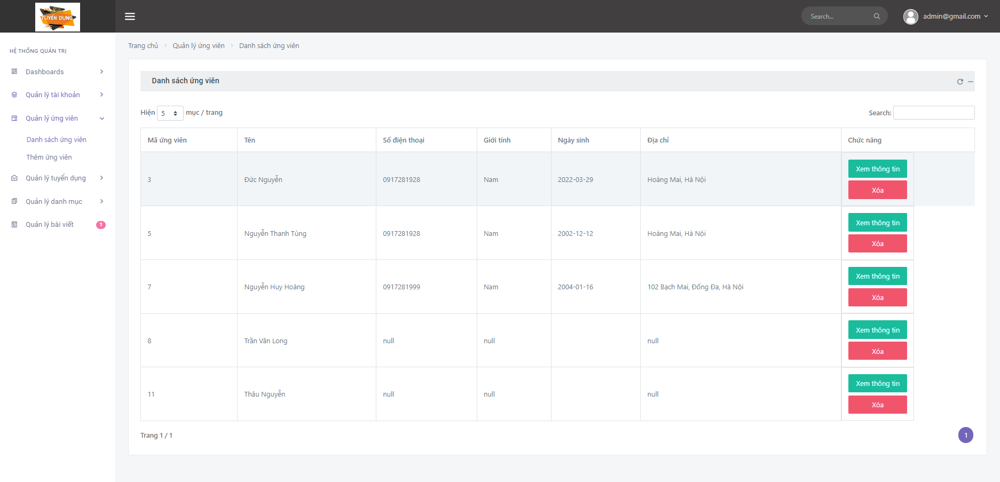 TUYỂN DỤNG
Search...
admin@gmail.com
HỆ THỐNG QUẢN TRỊ
Dashboards
Quản lý tài khoản
Quản lý ứng viên
Danh sách ứng viên
Thêm ứng viên
Quản lý tuyển dụng
Quản lý danh mục
Quản lý bài viết 1
Trang chủ Quản lý ứng viên Danh sách ứng viên
Danh sách ứng viên
Hiện 5 mục / trang Search:
Mã ứng viên Tên Số điện thoại Giới tính Ngày sinh Địa chỉ Chức năng
3 Đức Nguyễn 0917281928 Nam 2022-03-29 Hoàng Mai, Hà Nội Xem thông tin
Xóa
5 Nguyễn Thanh Tùng 0917281928 Nam 2002-12-12 Hoàng Mai, Hà Nội Xem thông tin
Xóa
7 Nguyễn Huy Hoàng 0917281999 Nam 2004-01-16 102 Bạch Mai, Đống Đa, Hà Nội Xem thông tin
Xóa
8 Trần Văn Long null null null Xem thông tin
Xóa
11 Thâu Nguyễn null null null Xem thông tin
Xóa
Trang 1 / 1 1